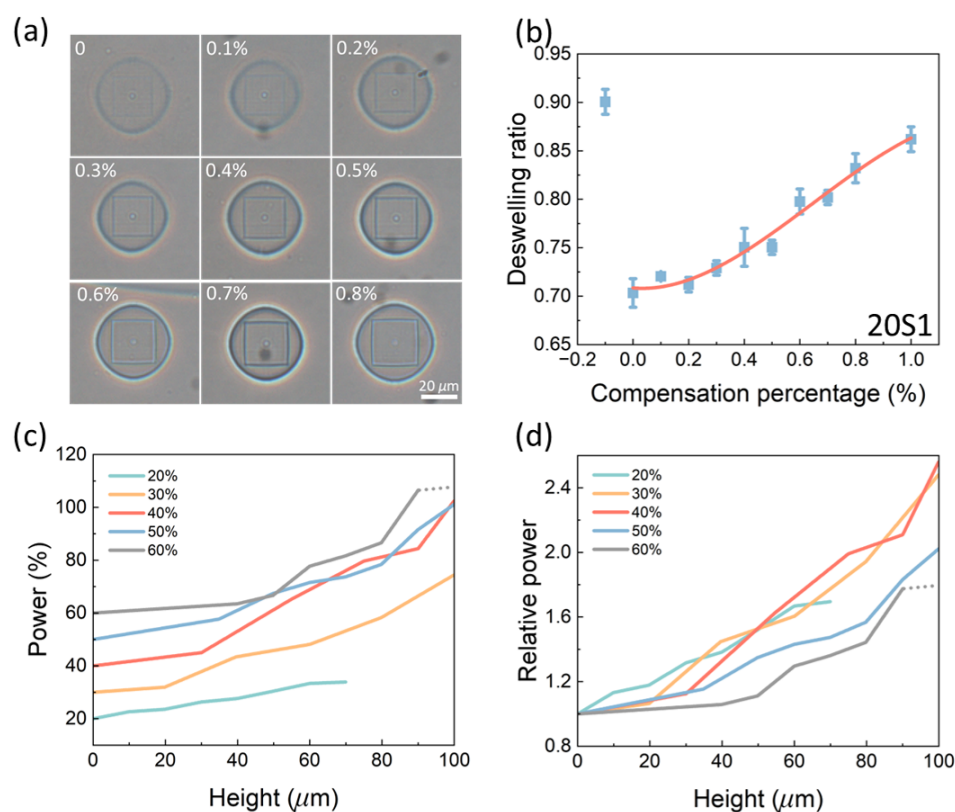 (a)
0
0.1%
0.2%
0.3%
0.4%
0.5%
0.6%
0.7%
0.8%
20 μm
(b)
Deswelling ratio
0.95
0.90
0.85
0.80
0.75
0.70
0.65
20S1
−0.2 0.0 0.2 0.4 0.6 0.8 1.0
Compensation percentage (%)
(c)
Power (%)
120
100
80
60
40
20
20%
30%
40%
50%
60%
0 20 40 60 80 100
Height (μm)
(d)
Relative power
2.4
2.0
1.6
1.2
0.8
20%
30%
40%
50%
60%
0 20 40 60 80 100
Height (μm)